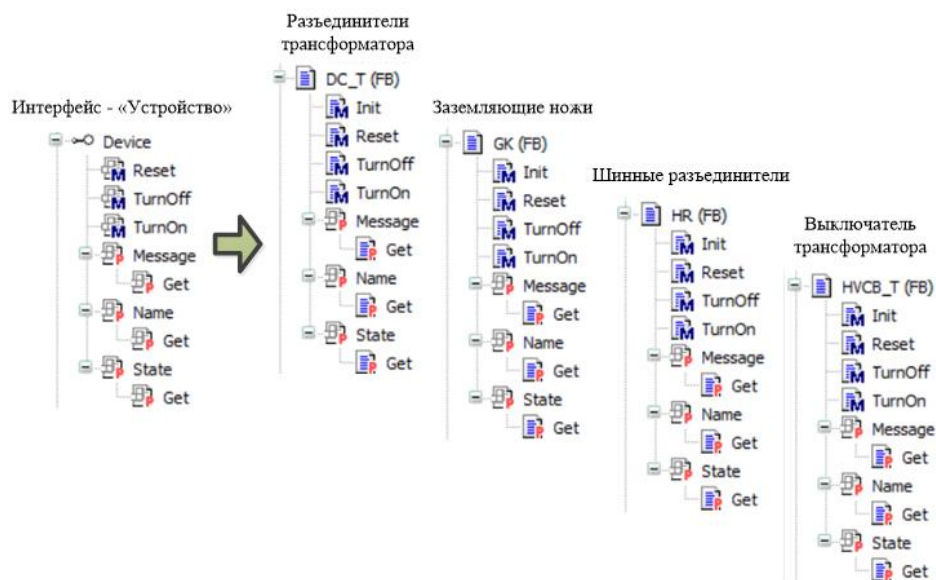 Интерфейс - «Устройство»
Device
Reset
TurnOff
TurnOn
Message
Get
Name
Get
State
Get
Разъединители
трансформатора
DC_T (FB)
Init
Reset
TurnOff
TurnOn
Message
Get
Name
Get
State
Get
Заземляющие ножи
GK (FB)
Init
Reset
TurnOff
TurnOn
Message
Get
Name
Get
State
Get
Шинные разъединители
HR (FB)
Init
Reset
TurnOff
TurnOn
Message
Get
Name
Get
State
Get
Выключатель
трансформатора
HVCB_T (FB)
Init
Reset
TurnOff
TurnOn
Message
Get
Name
Get
State
Get